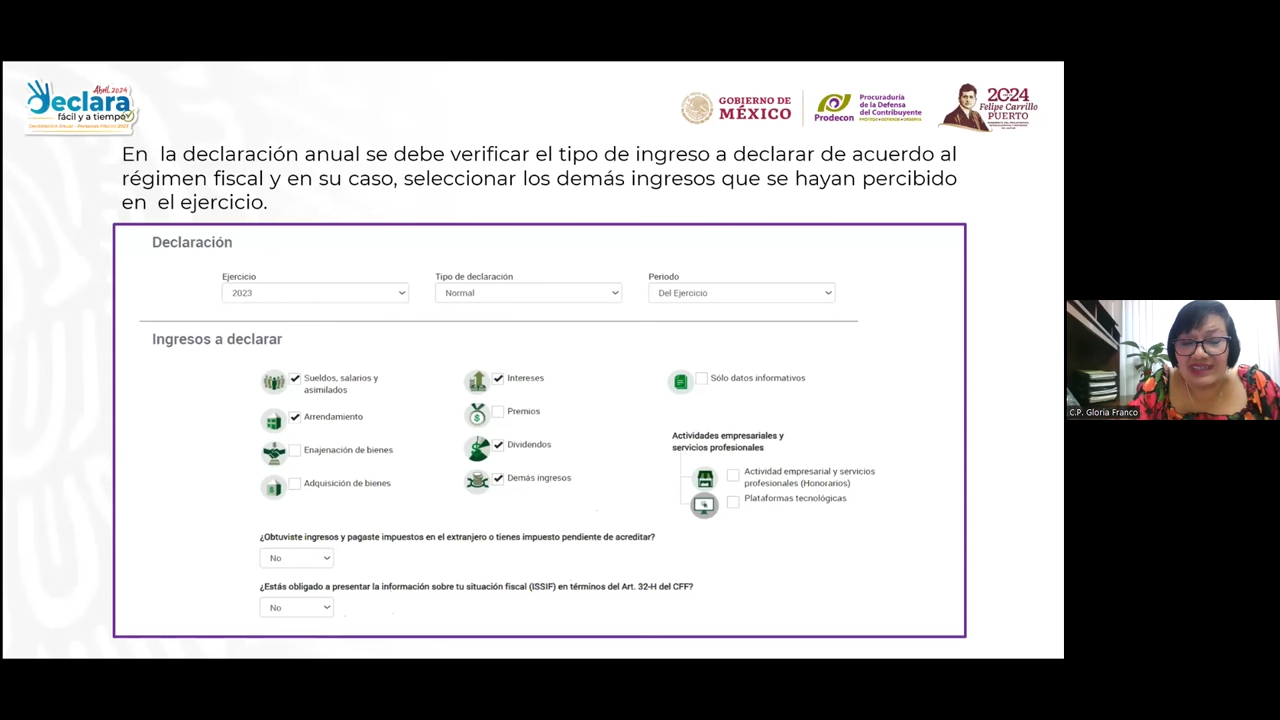 Abril 2024
Declara
fácil y a tiempo
GOBIERNO DE
MÉXICO
Prodecon
Procuraduría
de la Defensa
del Contribuyente
2024
Felipe Carrillo
PUERTO
En la declaración anual se debe verificar el tipo de ingreso a declarar de acuerdo al
régimen fiscal y en su caso, seleccionar los demás ingresos que se hayan percibido
en el ejercicio.
Declaración
Ejercicio
Tipo de declaración
Periodo
2023
Normal
Del Ejercicio
Ingresos a declarar
Sueldos, salarios y
asimilados
Arrendamiento
Enajenación de bienes
Adquisición de bienes
Intereses
Premios
Dividendos
Demás ingresos
Sólo datos informativos
Actividades empresariales y
servicios profesionales
Actividad empresarial y servicios
profesionales (Honorarios)
Plataformas tecnológicas
¿Obtuviste ingresos y pagaste impuestos en el extranjero o tienes impuesto pendiente de acreditar?
No
¿Estás obligado a presentar la información sobre tu situación fiscal (ISSIF) en términos del Art. 32-H del CFF?
No
C.P. Gloria Franco